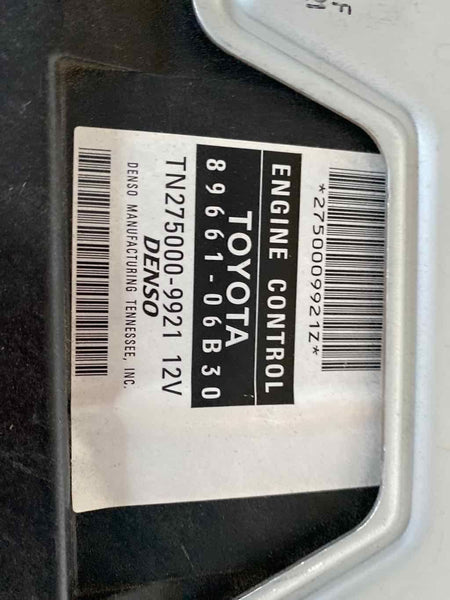 *2750009921Z*
ENGINE CONTROL
TOYOTA
89661-06B30
TN275000-9921 12V
DENSO
DENSO MANUFACTURING TENNESSEE, INC.